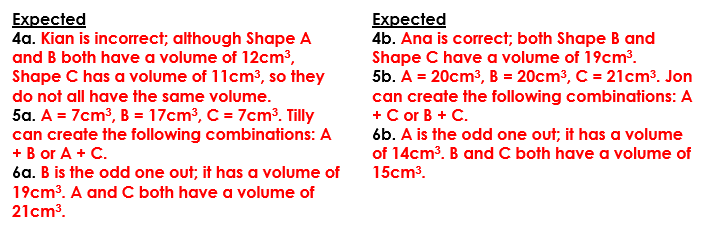 Expected
4a. Kian is incorrect; although Shape A
and B both have a volume of 12cm³,
Shape C has a volume of 11cm³, so they
do not all have the same volume.
5a. A = 7cm³, B = 17cm³, C = 7cm³. Tilly
can create the following combinations: A
+ B or A + C.
6a. B is the odd one out; it has a volume of
19cm³. A and C both have a volume of
21cm³.
Expected
4b. Ana is correct; both Shape B and
Shape C have a volume of 19cm³.
5b. A = 20cm³, B = 20cm³, C = 21cm³. Jon
can create the following combinations: A
+ C or B + C.
6b. A is the odd one out; it has a volume
of 14cm³. B and C both have a volume of
15cm³.